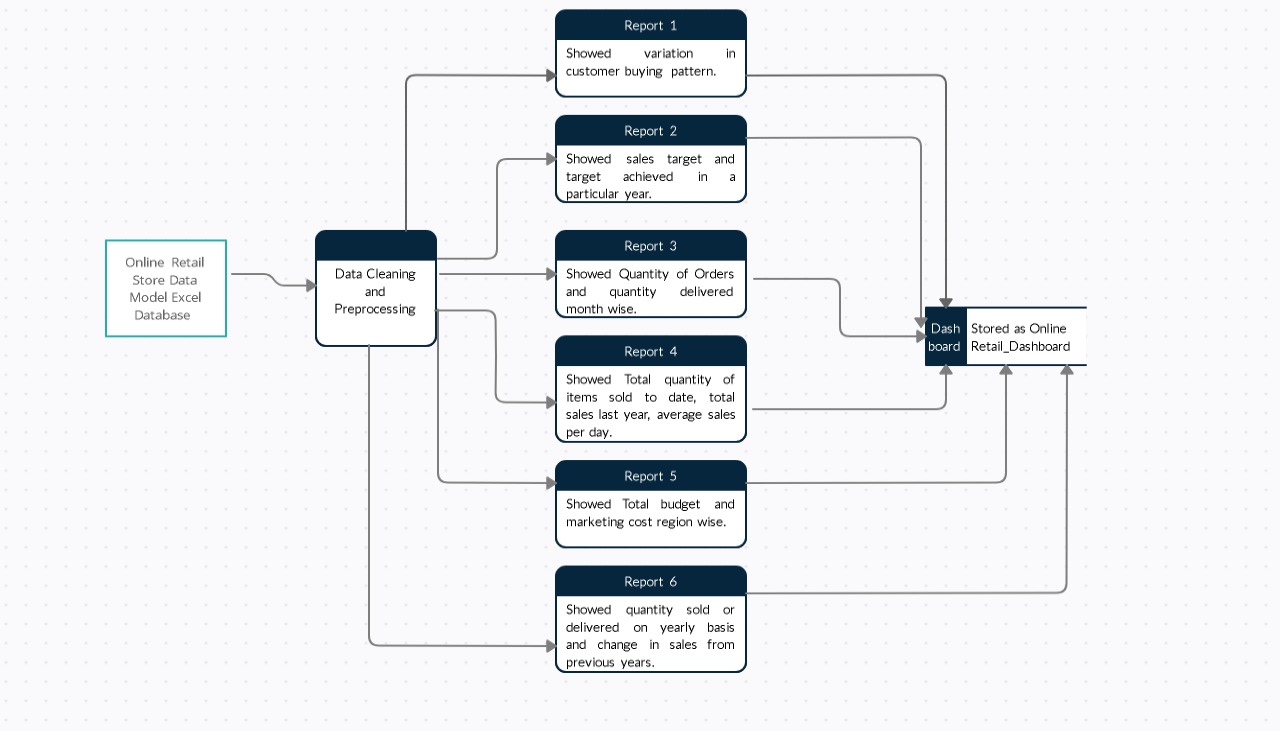 Online Retail
Store Data
Model Excel
Database
Data Cleaning
and
Preprocessing
Report 1
Showed variation in
customer buying pattern.
Report 2
Showed sales target and
target achieved in a
particular year.
Report 3
Showed Quantity of Orders
and quantity delivered
month wise.
Report 4
Showed Total quantity of
items sold to date, total
sales last year, average sales
per day.
Report 5
Showed Total budget and
marketing cost region wise.
Report 6
Showed quantity sold or
delivered on yearly basis
and change in sales from
previous years.
Dash
board
Stored as Online
Retail_Dashboard